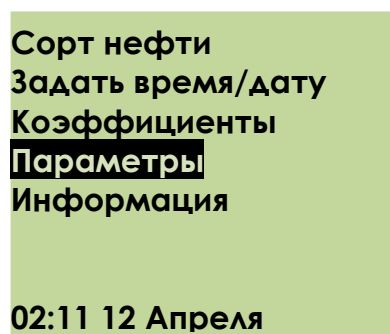 Сорт нефти
Задать время/дату
Коэффициенты
Параметры
Информация
02:11 12 Апреля